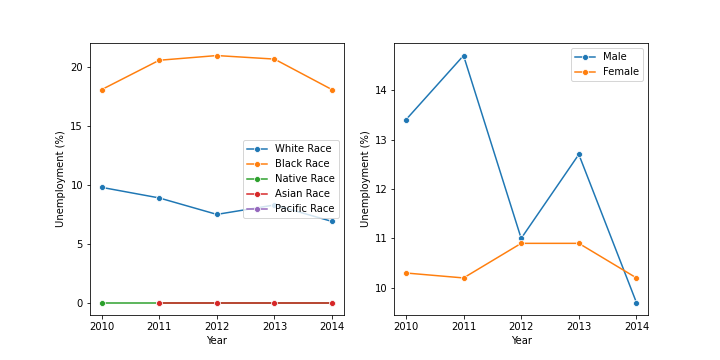 20
15
10
5
0
Unemployment (%)
2010 2011 2012 2013 2014
Year
White Race
Black Race
Native Race
Asian Race
Pacific Race
14
13
12
11
10
Unemployment (%)
2010 2011 2012 2013 2014
Year
Male
Female